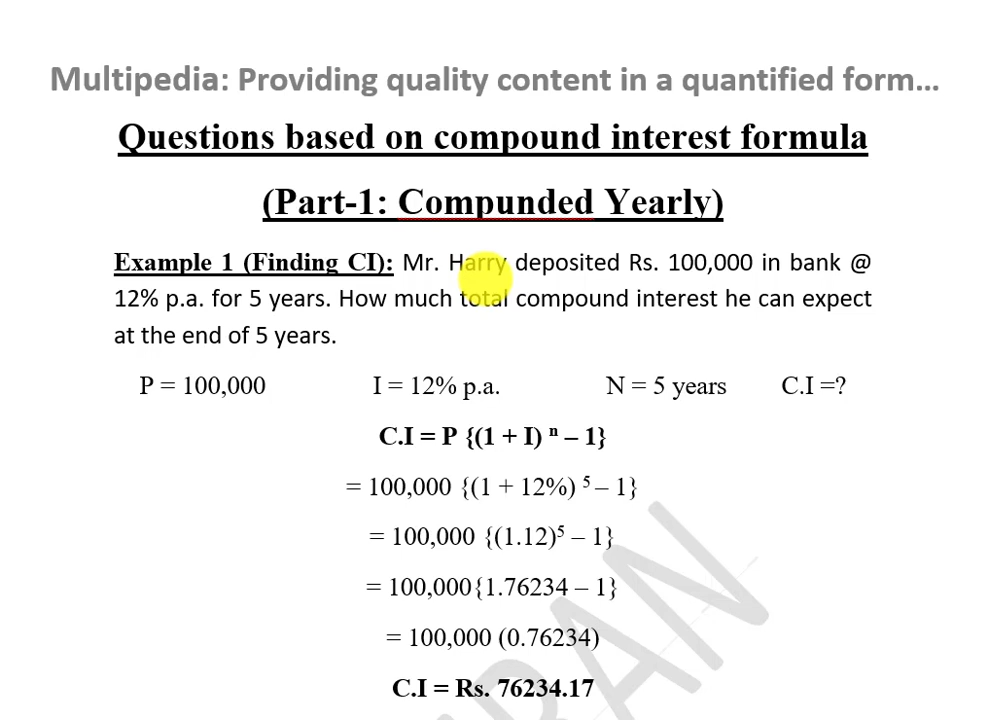 Multipedia: Providing quality content in a quantified form...
Questions based on compound interest formula
(Part-1: Compunded Yearly)
Example 1 (Finding CI): Mr. Harry deposited Rs. 100,000 in bank @
12% p.a. for 5 years. How much total compound interest he can expect
at the end of 5 years.
P = 100,000 I = 12% p.a. N = 5 years C.I =?
C.I = P {(1 + I) ⁿ – 1}
= 100,000 {(1 + 12%) ⁵ – 1}
= 100,000 {(1.12)⁵ – 1}
= 100,000{1.76234 – 1}
= 100,000 (0.76234)
C.I = Rs. 76234.17